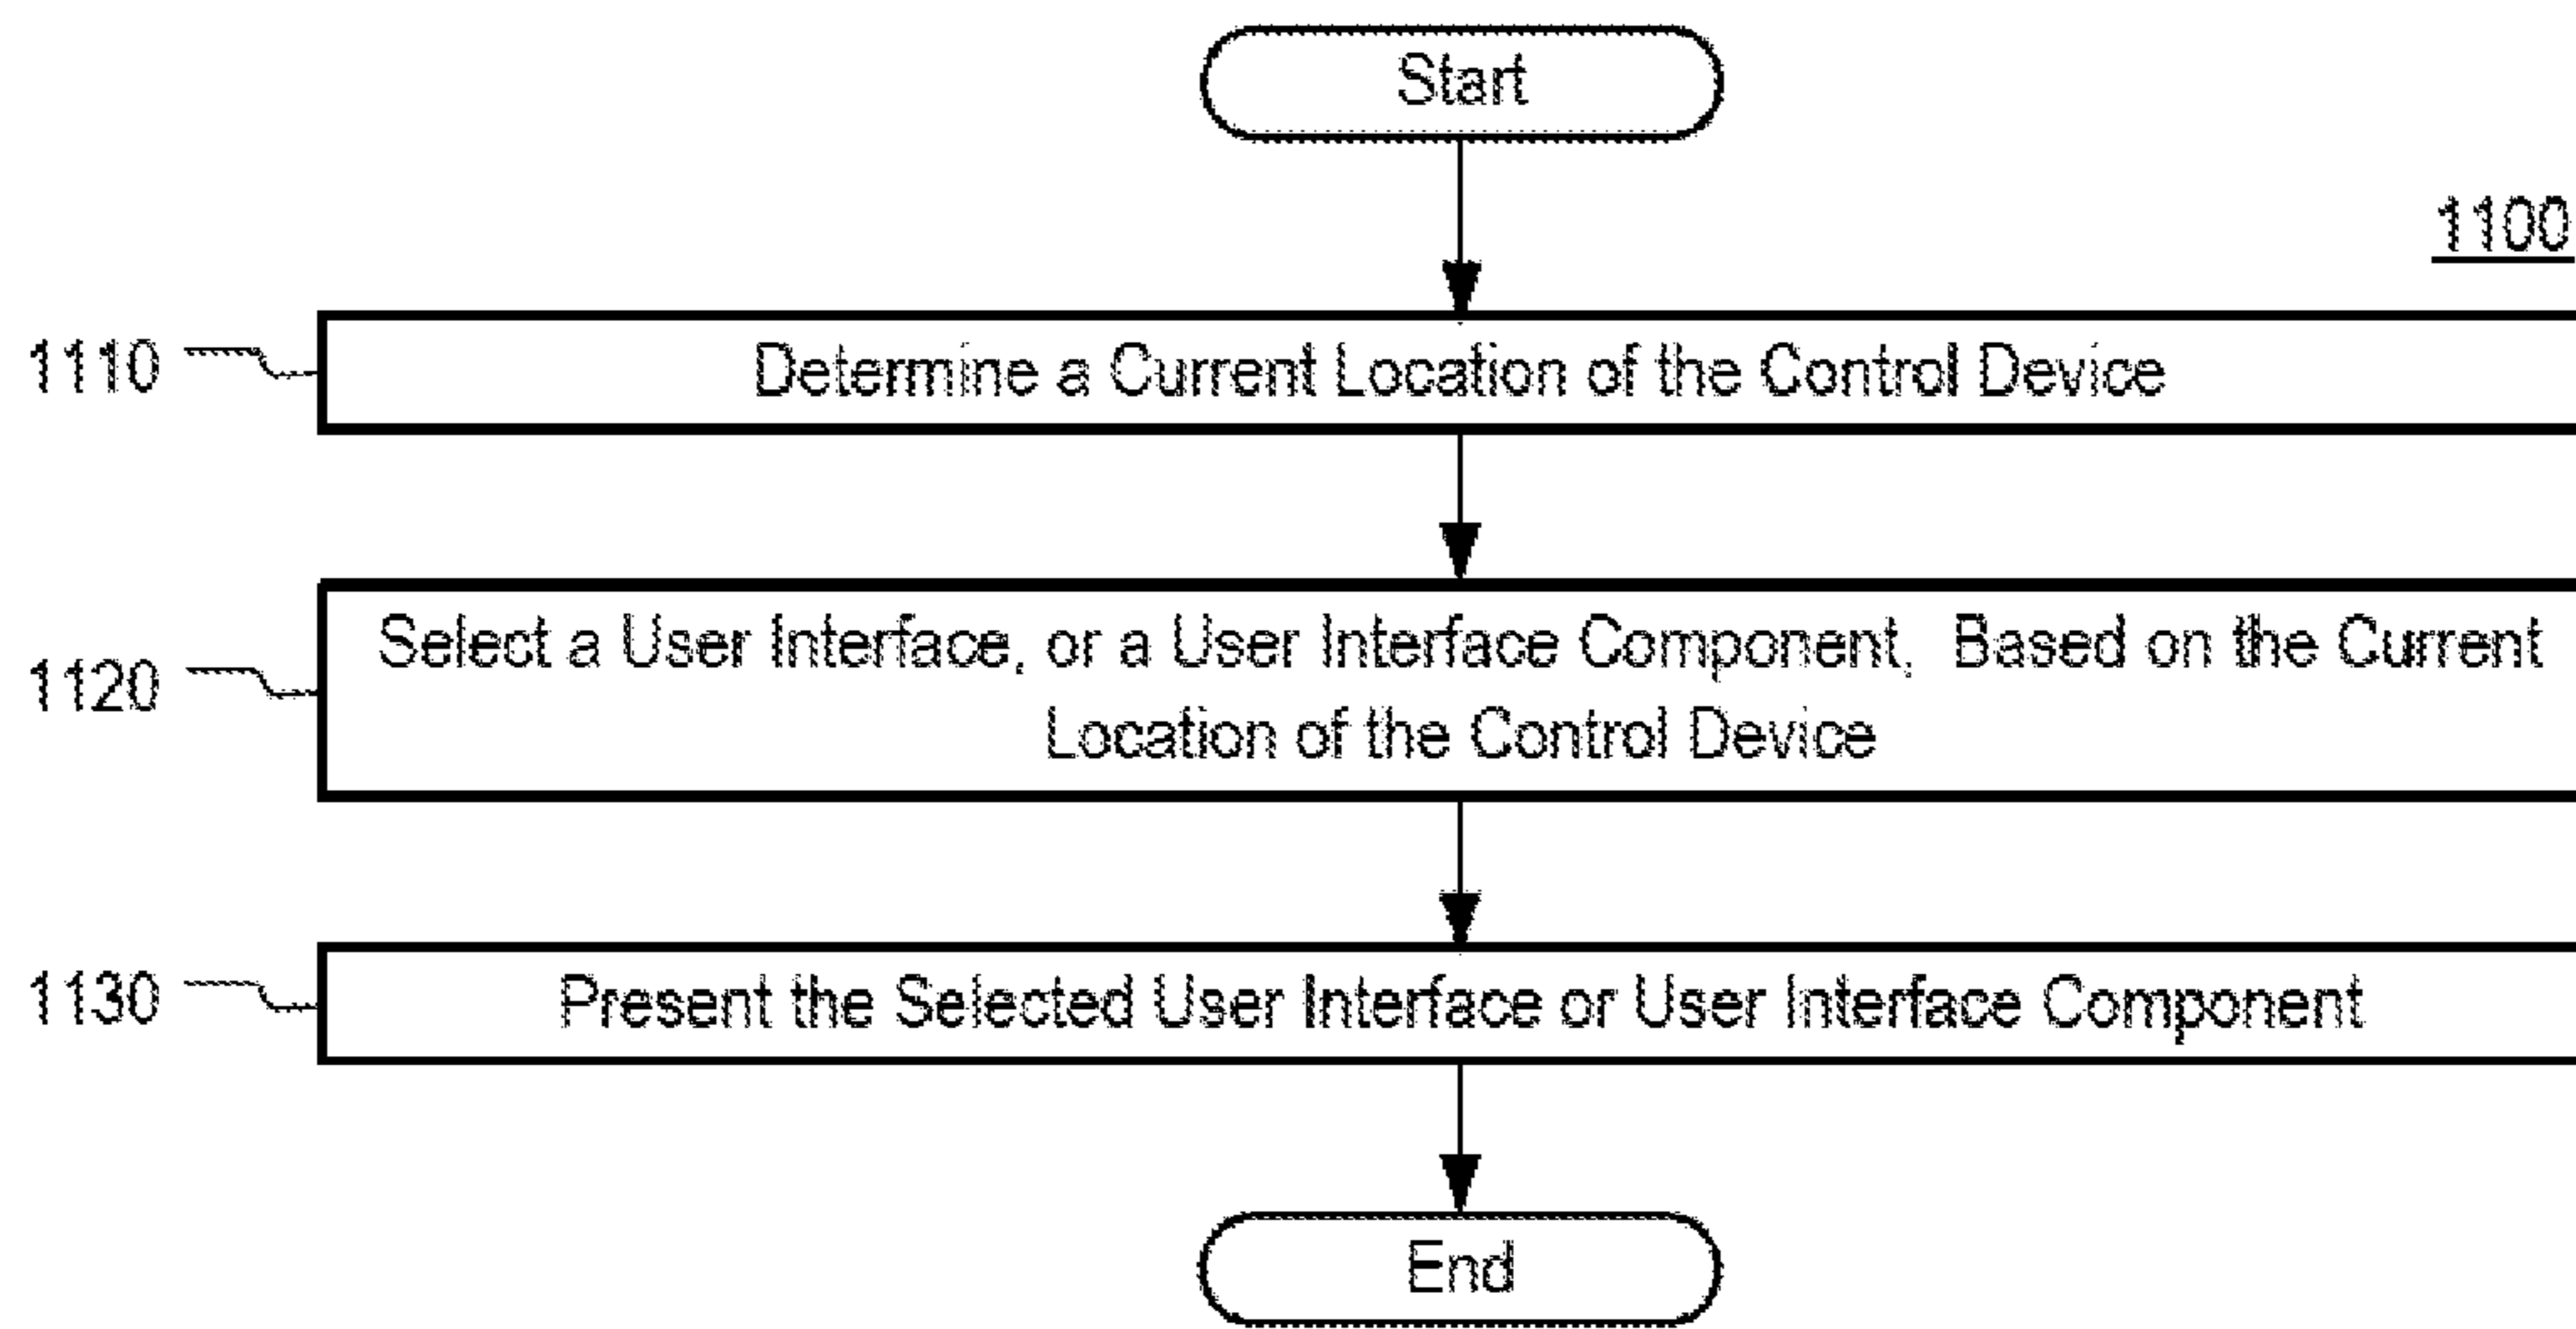 Start
1100
1110
Determine a Current Location of the Control Device
1120
Select a User Interface, or a User Interface Component, Based on the Current
Location of the Control Device
1130
Present the Selected User Interface or User Interface Component
End